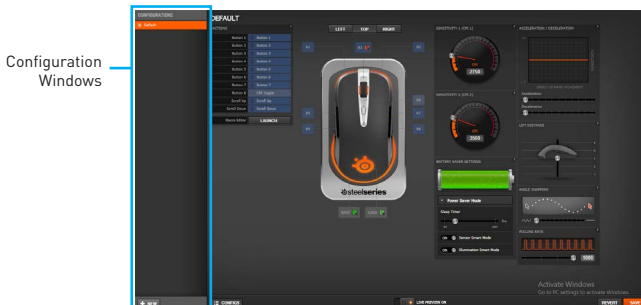 Configuration
Windows
CONFIGURATIONS
Default
DEFAULT
ACTIONS
Button 1 Button 1
Button 2 Button 2
Button 3 Button 3
Button 4 Button 4
Button 5 Button 5
Button 6 Button 6
Button 7 Button 7
Button 8 CPI Toggle
Scroll Up Scroll Up
Scroll Down Scroll Down
Macro Editor LAUNCH
LEFT TOP RIGHT
steelseries
SENSITIVITY 1 (CPI 1)
CPI
2750
SENSITIVITY 2 (CPI 2)
CPI
3500
BATTERY SAVER SETTINGS
Power Saver Mode
Sleep Timer
ON Sensor Smart Mode
ON Illumination Smart Mode
ACCELERATION / DECELERATION
Acceleration
Deceleration
LIFT DISTANCE
ANGLE SNAPPING
POLLING RATE
1000
Activate Windows
Go to PC settings to activate Windows.
+ NEW
CONFIGS
LIVE PREVIEW ON
REVERT
SAVE